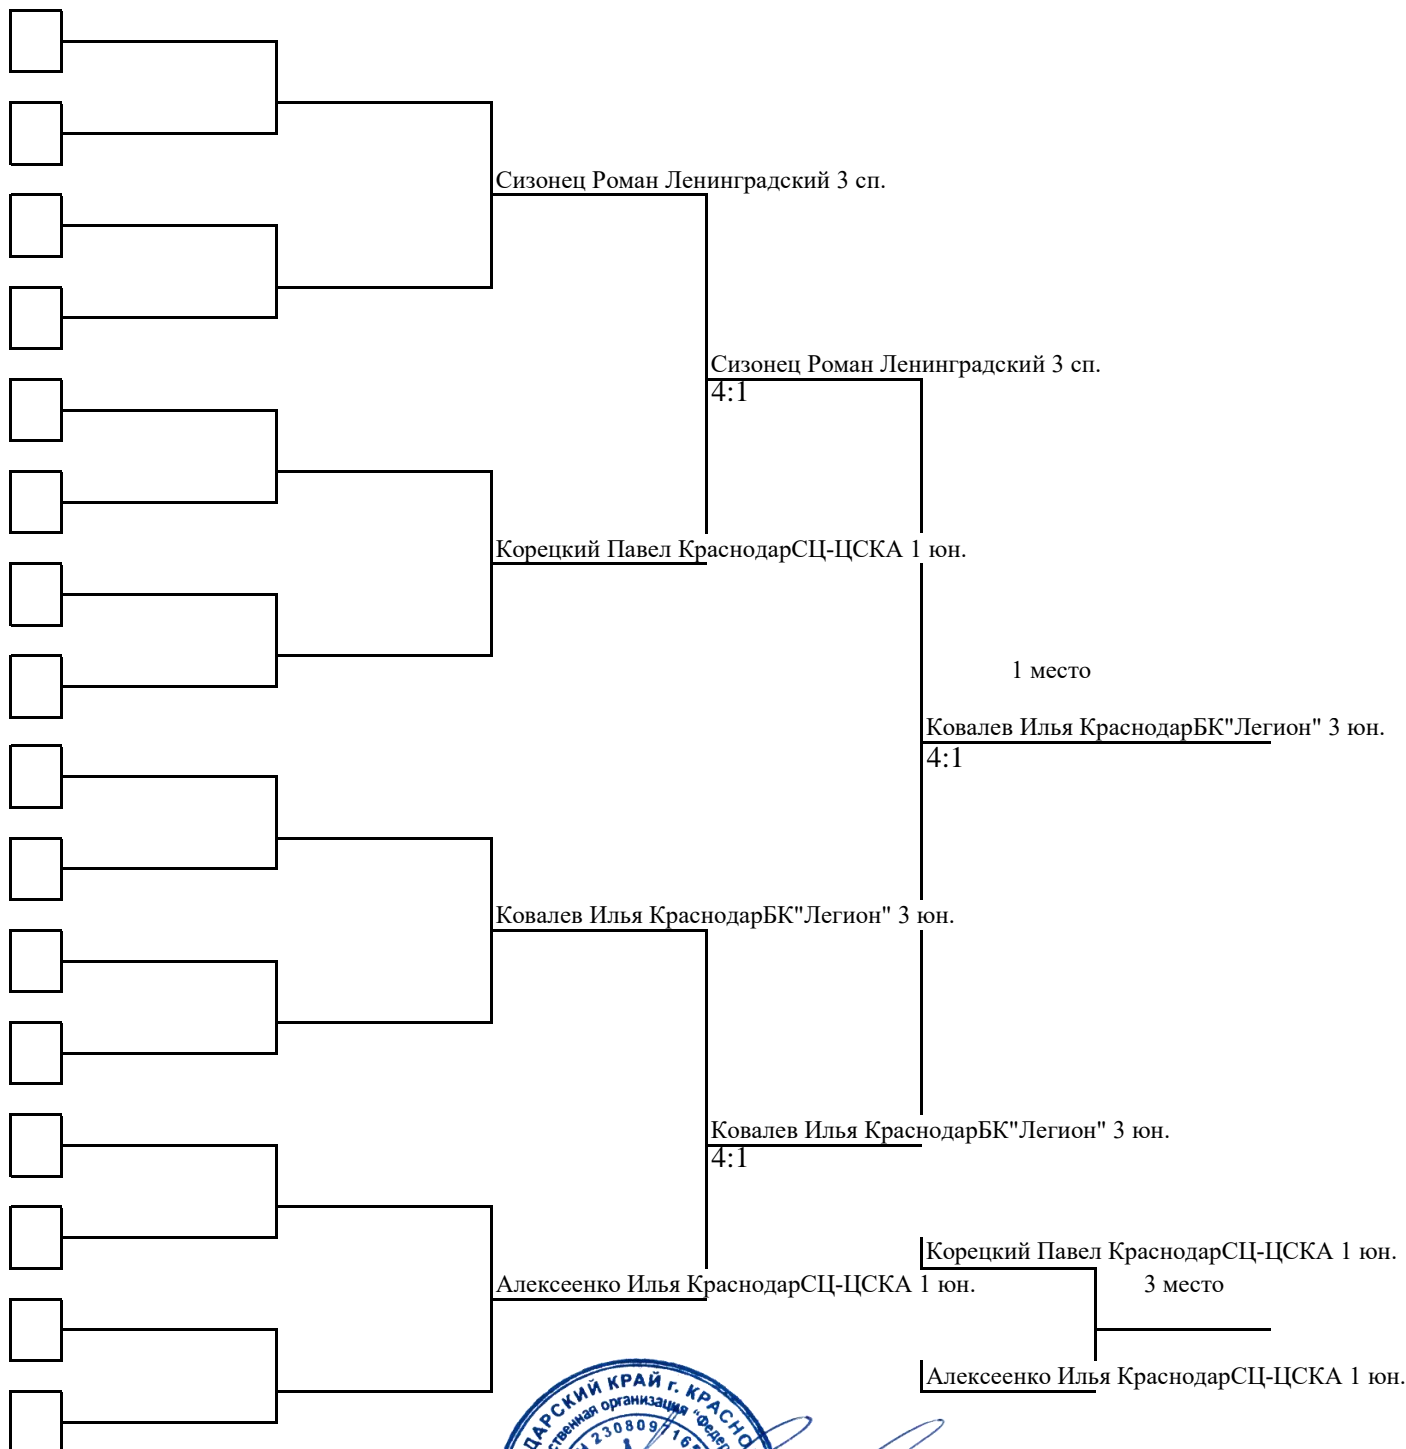 Сизонец Роман Ленинградский 3 сп.
Сизонец Роман Ленинградский 3 сп.
4:1
Корецкий Павел КраснодарСЦ-ЦСКА 1 юн.
1 место
Ковалев Илья КраснодарБК"Легион" 3 юн.
4:1
Ковалев Илья КраснодарБК"Легион" 3 юн.
Ковалев Илья КраснодарБК"Легион" 3 юн.
4:1
Корецкий Павел КраснодарСЦ-ЦСКА 1 юн.
Алексеенко Илья КраснодарСЦ-ЦСКА 1 юн.
3 место
Алексеенко Илья КраснодарСЦ-ЦСКА 1 юн.
КРАЙ г.
организация